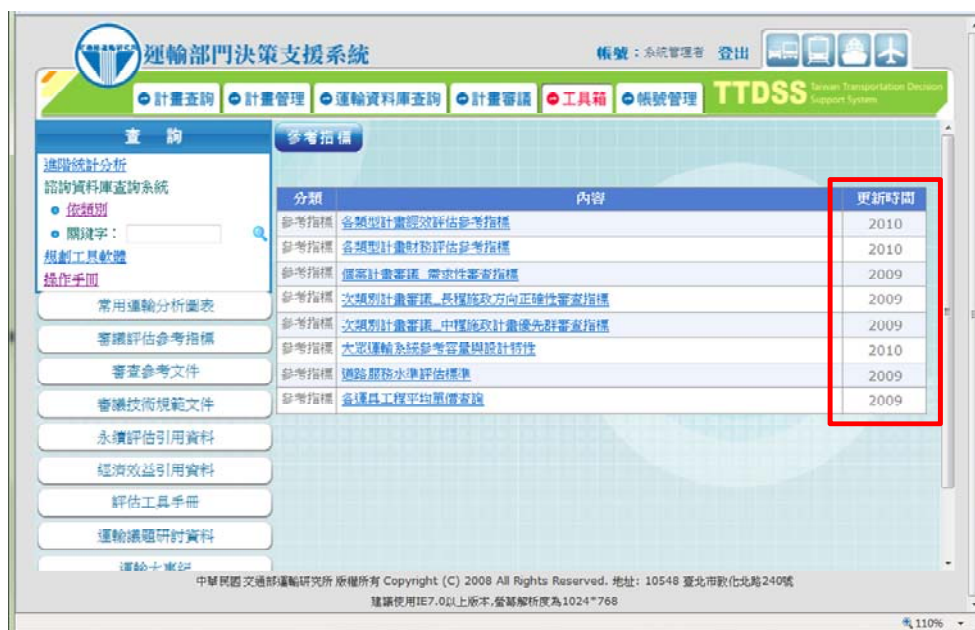 運輸部門決策支援系統
帳號：系統管理者 登出
計畫查詢 計畫管理 運輸資料庫查詢 計畫審議 工具箱 帳號管理 TTDSS Taiwan Transportation Decision Support System
查 詢
參考指標
進階統計分析
諮詢資料庫查詢系統
依類別
關鍵字：
規劃工具軟體
操作手冊
常用運輸分析圖表
審議評估參考指標
審查參考文件
審議技術規範文件
永續評估引用資料
經濟效益引用資料
評估工具手冊
運輸議題研討資料
運輸大事紀
分類 內容 更新時間
參考指標 各類型計畫經效評估參考指標 2010
參考指標 各類型計畫財務評估參考指標 2010
參考指標 個案計畫審議_需求性審查指標 2009
參考指標 次類別計畫審議_長程施政方向正確性審查指標 2009
參考指標 次類別計畫審議_中程施政計畫優先群審查指標 2009
參考指標 大眾運輸系統參考容量與設計特性 2010
參考指標 道路服務水準評估標準 2009
參考指標 各運具工程平均單價查詢 2009
中華民國 交通部運輸研究所 版權所有 Copyright (C) 2008 All Rights Reserved. 地址: 10548 臺北市敦化北路240號
建議使用IE7.0以上版本,螢幕解析度為1024*768
110%